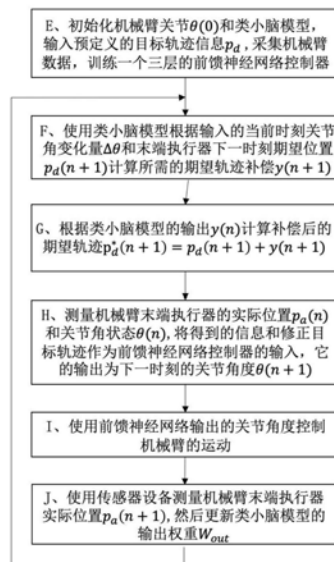 E、初始化机械臂关节θ(0)和类小脑模型，
输入预定义的目标轨迹信息p_d，采集机械臂
数据，训练一个三层的前馈神经网络控制器
F、使用类小脑模型根据输入的当前时刻关节
角变化量Δθ和末端执行器下一时刻期望位置
p_d(n+1)计算所需的期望轨迹补偿y(n+1)
G、根据类小脑模型的输出y(n)计算补偿后的
期望轨迹p_d^*(n+1) = p_d(n+1) + y(n+1)
H、测量机械臂末端执行器的实际位置p_a(n)
和关节角状态θ(n)，将得到的信息和修正目
标轨迹作为前馈神经网络控制器的输入，它
的输出为下一时刻的关节角度θ(n+1)
I、使用前馈神经网络输出的关节角度控制
机械臂的运动
J、使用传感器设备测量机械臂末端执行器
实际位置p_a(n+1)，然后更新类小脑模型的
输出权重W_out